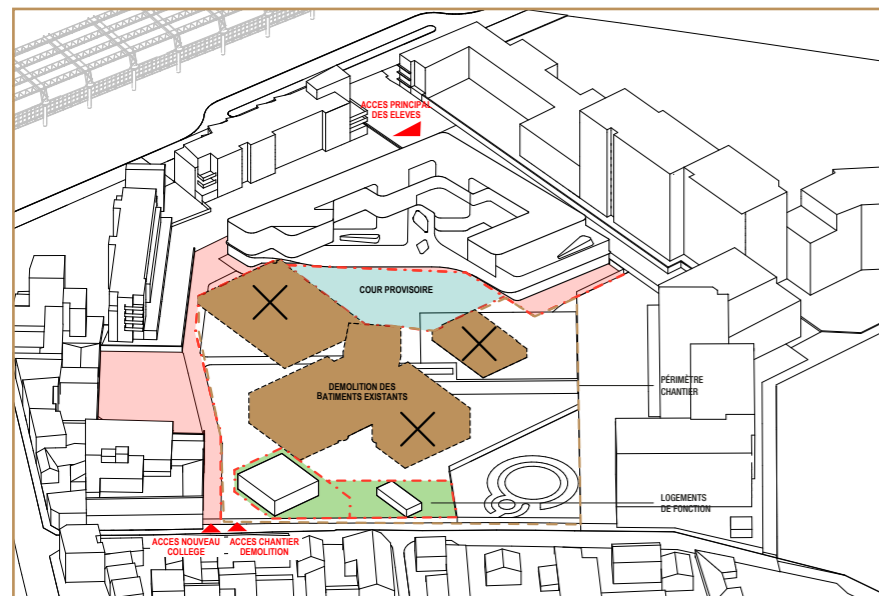 ACCES PRINCIPAL
DES ELEVES
COUR PROVISOIRE
PÉRIMÈTRE
CHANTIER
DEMOLITION DES
BATIMENTS EXISTANTS
LOGEMENTS
DE FONCTION
ACCES NOUVEAU
COLLEGE
ACCES CHANTIER
DEMOLITION